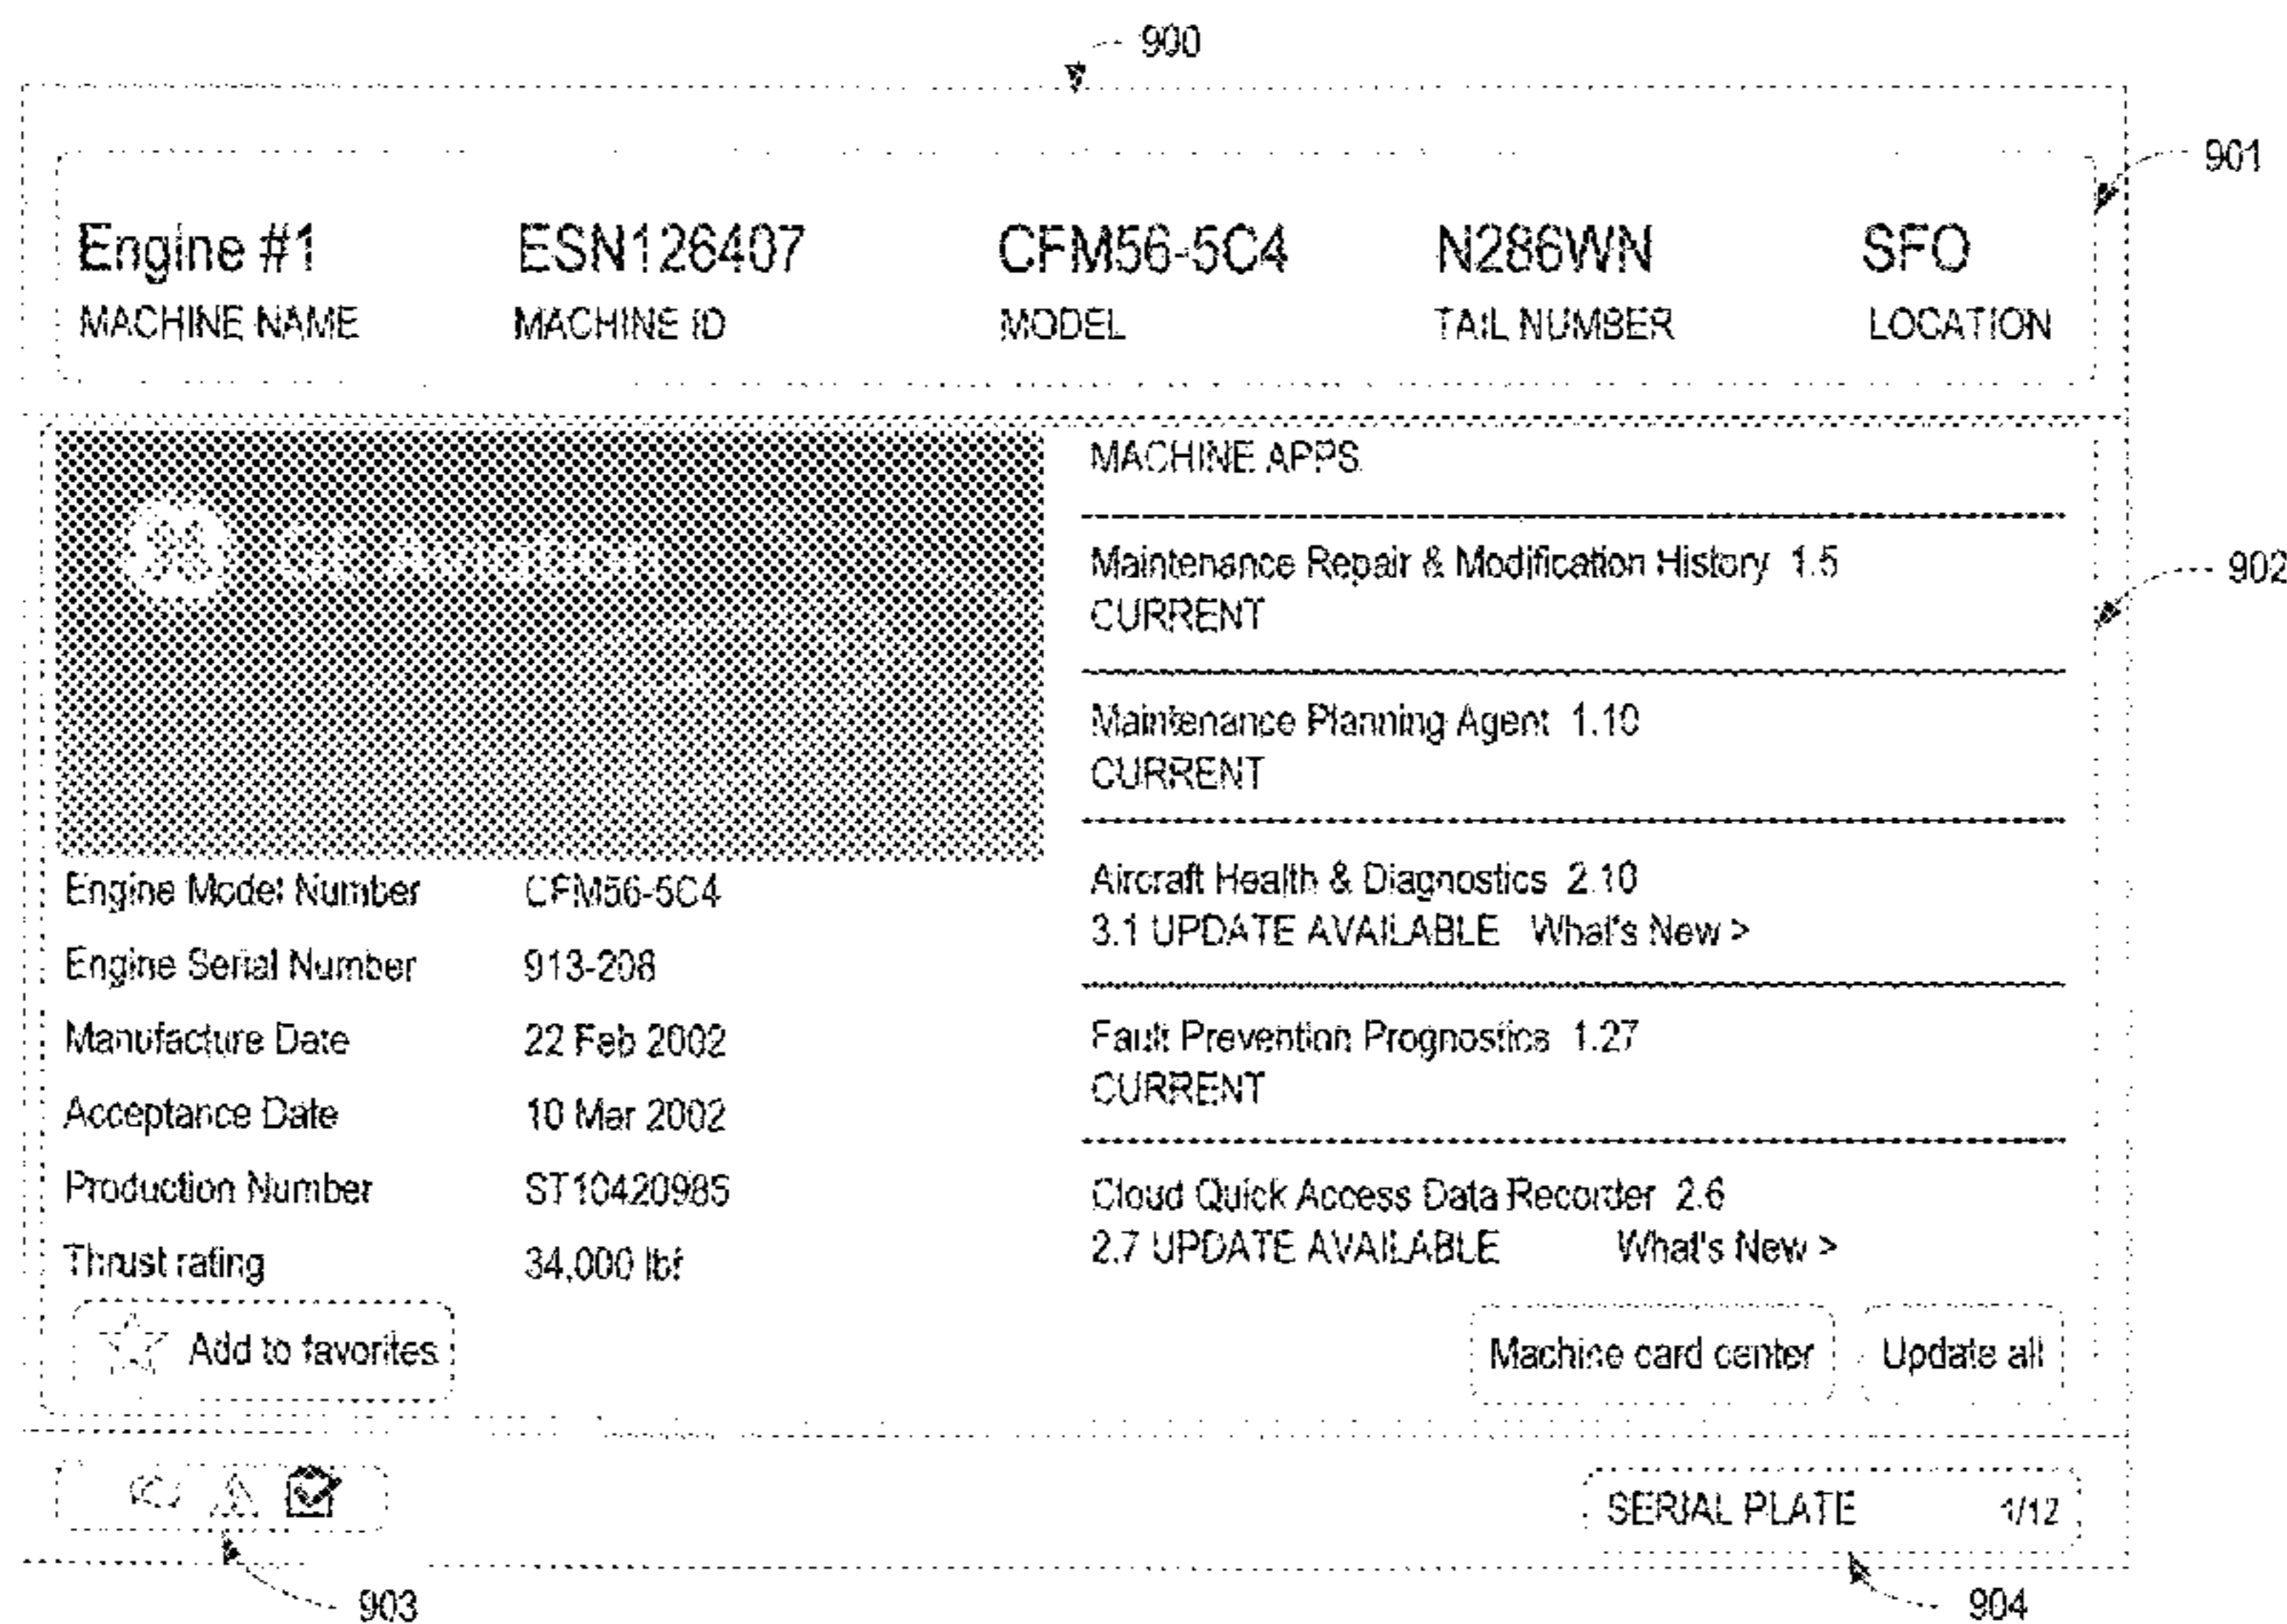 900
901
Engine #1 ESN126407 CFM56-5C4 N286WN SFO
MACHINE NAME MACHINE ID MODEL TAIL NUMBER LOCATION
MACHINE APPS
Maintenance Repair & Modification History 1.5
CURRENT
902
Maintenance Planning Agent 1.10
CURRENT
Aircraft Health & Diagnostics 2.10
3.1 UPDATE AVAILABLE What's New >
Fault Prevention Prognostics 1.27
CURRENT
Cloud Quick Access Data Recorder 2.6
2.7 UPDATE AVAILABLE What's New >
Engine Model Number CFM56-5C4
Engine Serial Number 913-208
Manufacture Date 22 Feb 2002
Acceptance Date 10 Mar 2002
Production Number ST10420985
Thrust rating 34,000 lbf
Add to favorites
Machine card center Update all
SERIAL PLATE 1/12
903
904